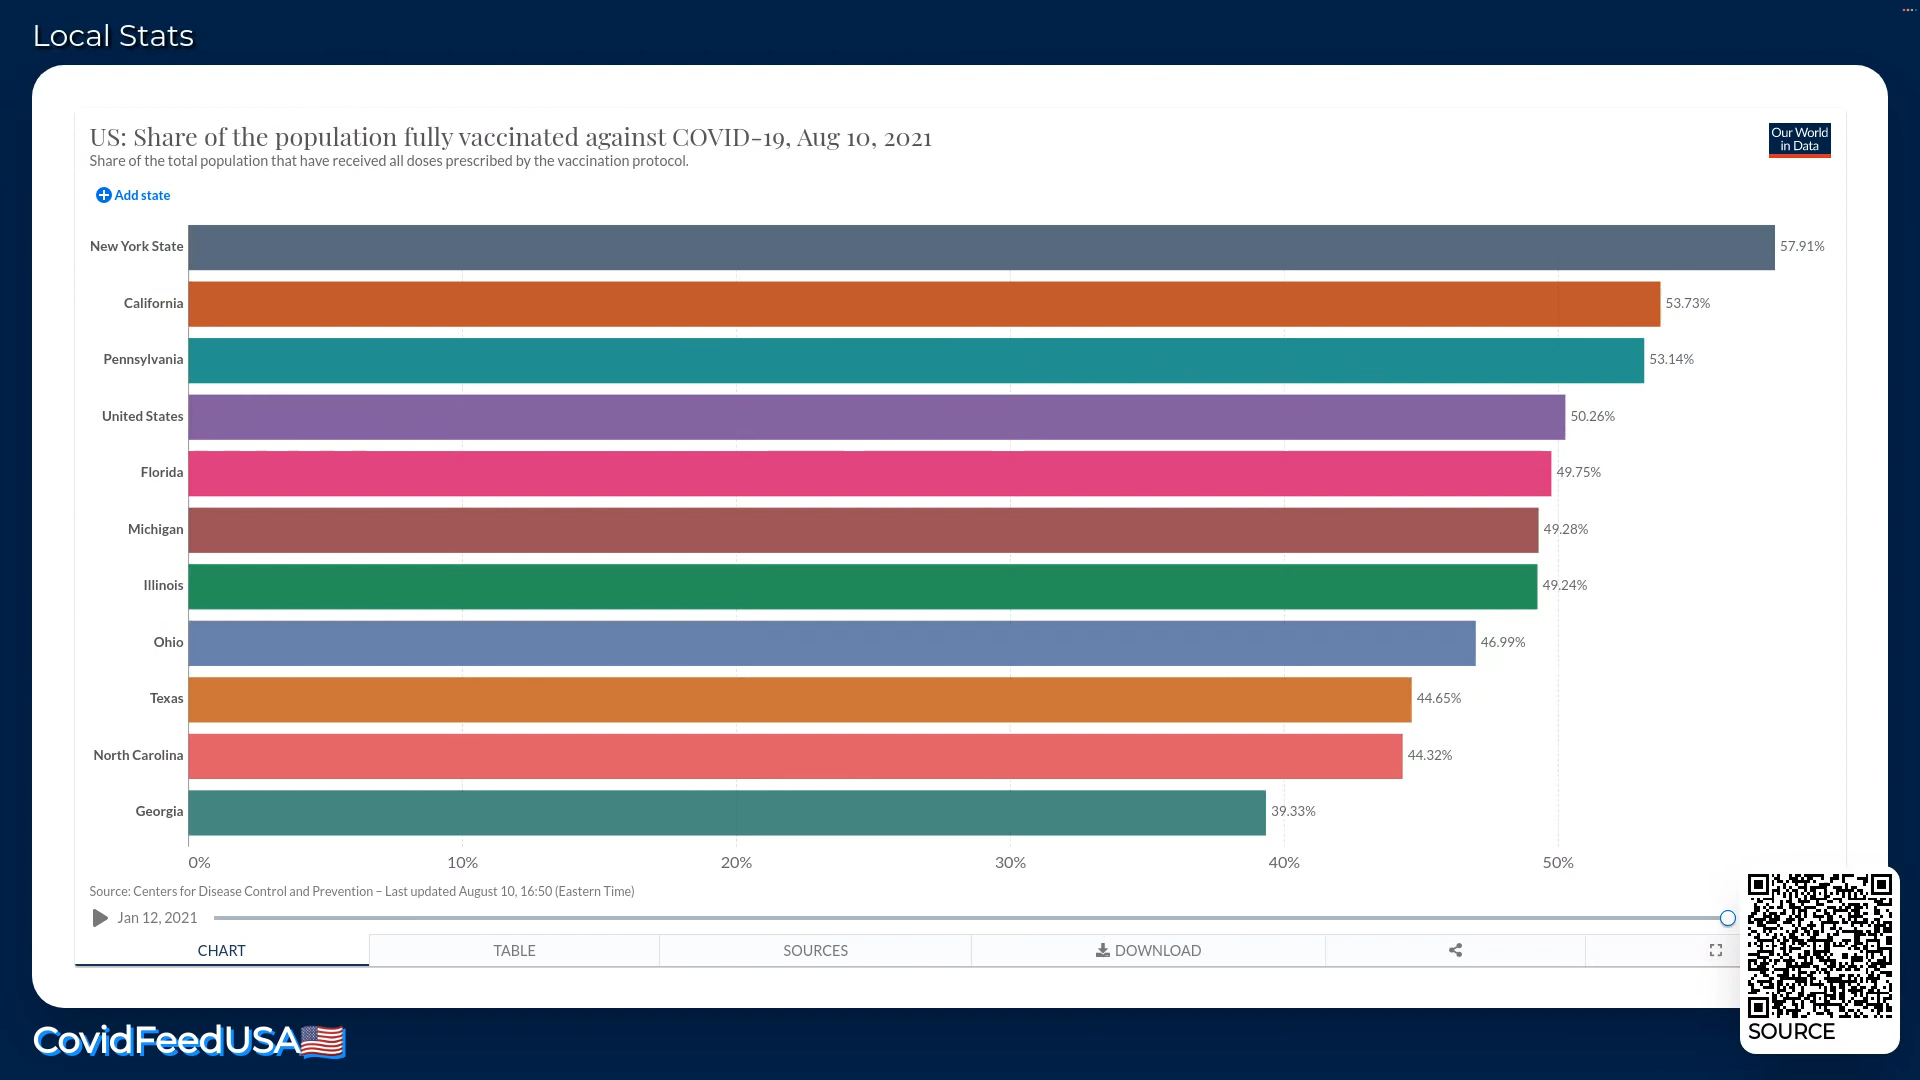 Local Stats
US: Share of the population fully vaccinated against COVID-19, Aug 10, 2021
Share of the total population that have received all doses prescribed by the vaccination protocol.
Our World
in Data
Add state
New York State 57.91%
California 53.73%
Pennsylvania 53.14%
United States 50.26%
Florida 49.75%
Michigan 49.28%
Illinois 49.24%
Ohio 46.99%
Texas 44.65%
North Carolina 44.32%
Georgia 39.33%
0% 10% 20% 30% 40% 50%
Source: Centers for Disease Control and Prevention – Last updated August 10, 16:50 (Eastern Time)
Jan 12, 2021
CHART TABLE SOURCES DOWNLOAD
SOURCE
CovidFeedUSA